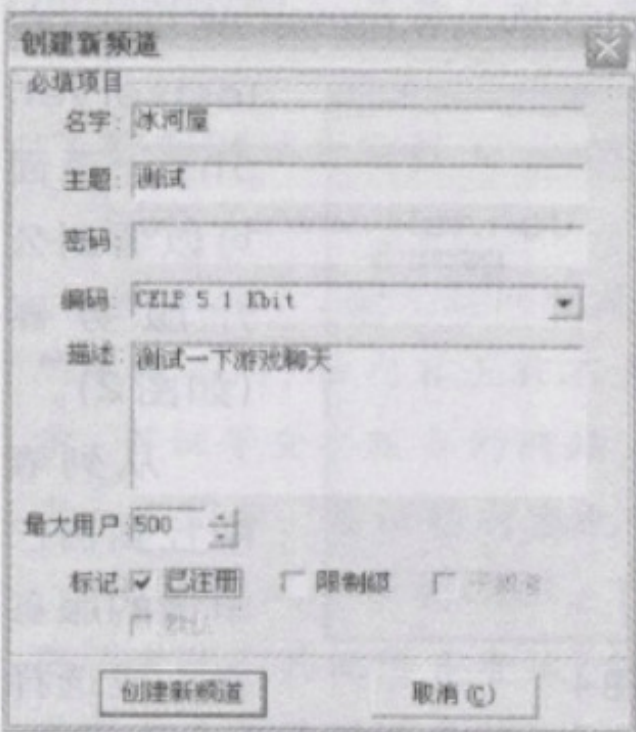 创建新频道
必填项目
名字: 冰河屋
主题: 测试
密码:
编码: CELP 5.1 Kbit
描述: 测试一下游戏聊天
最大用户: 500
标记: 已注册 限制级
创建新频道 取消(C)